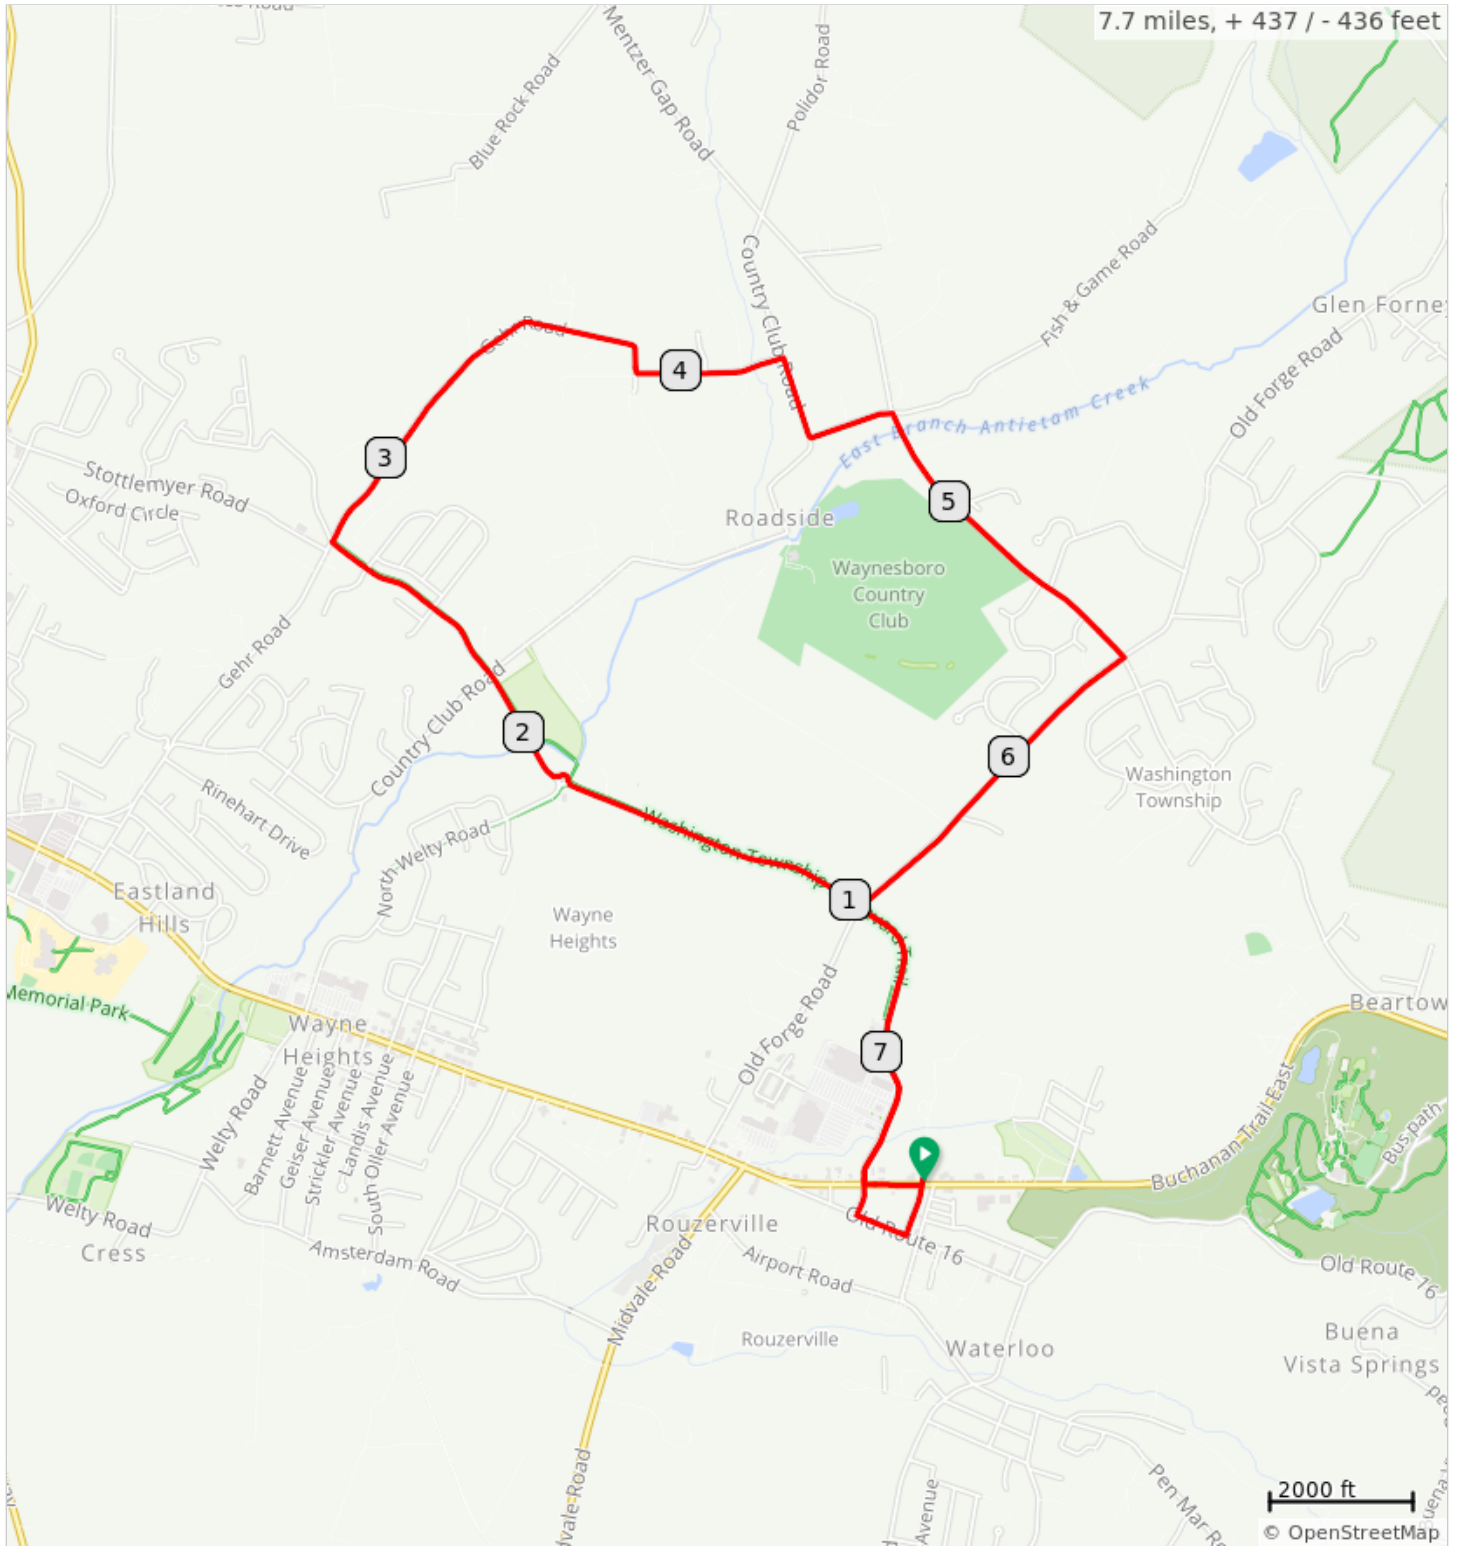 7.7 miles, + 437 / - 436 feet
Mentzer Gap Road
Polidor Road
Blue Rock Road
Country Club Road
Fish & Game Road
Glen Forney
Gehr Road
Old Forge Road
4
East Branch Antietam Creek
3
Stottlemyer Road
Oxford Circle
5
Roadside
Waynesboro
Country
Club
Gehr Road
Country Club Road
2
6
Washington
Township
Rinehart Drive
North Welty Road
Washington Township
Eastland
Hills
1
Wayne
Heights
Trails
Old Forge Road
Memorial Park
Beartow
Wayne
Heights
7
Welty Road
Barnett Avenue
Geiser Avenue
Strickler Avenue
Landis Avenue
South Oller Avenue
Buchanan Trail East
Bus path
Welty Road
Cress
Rouzerville
Old Route 16
Amsterdam Road
Airport Road
Midvale Road
Old Route 16
Rouzerville
Waterloo
Buena
Vista Springs
dvale Road
Avenue
Pen Mar Ro
Buena
2000 ft
© OpenStreetMap